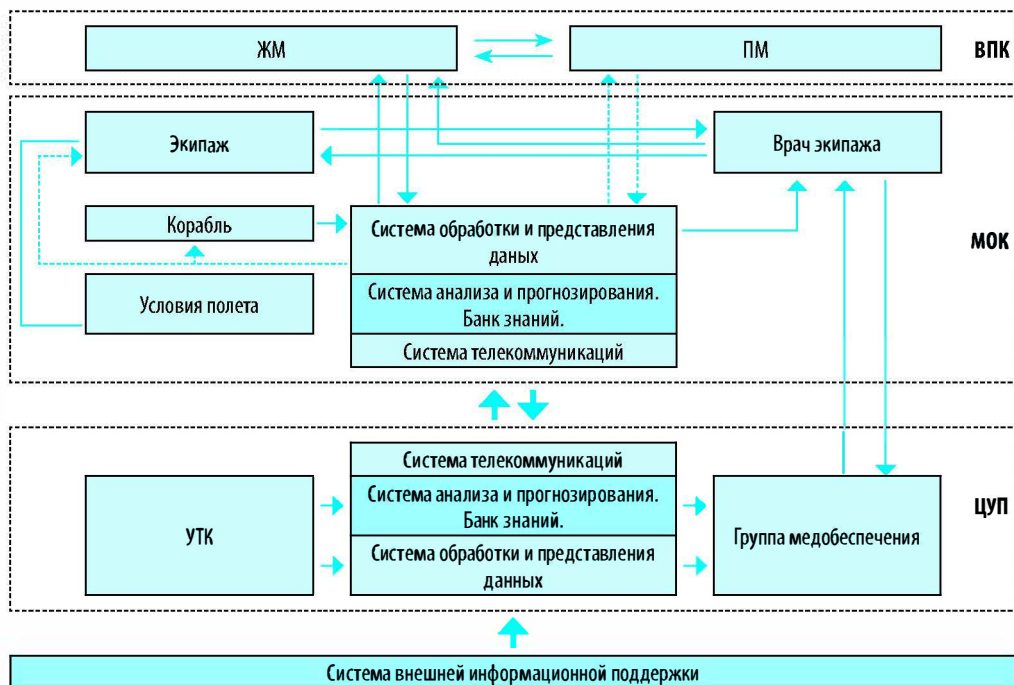 ЖМ
ПМ
ВПК
Экипаж
Врач экипажа
Корабль
Система обработки и представления
даных
МОК
Условия полета
Система анализа и прогнозирования.
Банк знаний.
Система телекоммуникаций
Система телекоммуникаций
УТК
Система анализа и прогнозирования.
Банк знаний.
Группа медобеспечения
ЦУП
Система обработки и представления
данных
Система внешней информационной поддержки